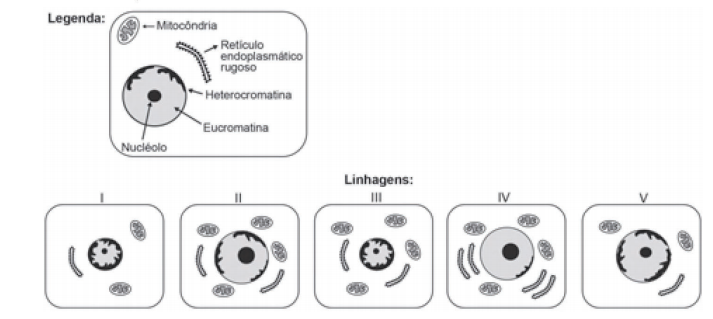 Legenda:
Mitocôndria
Retículo
endoplasmático
rugoso
Heterocromatina
Eucromatina
Nucléolo
Linhagens:
I II III IV V